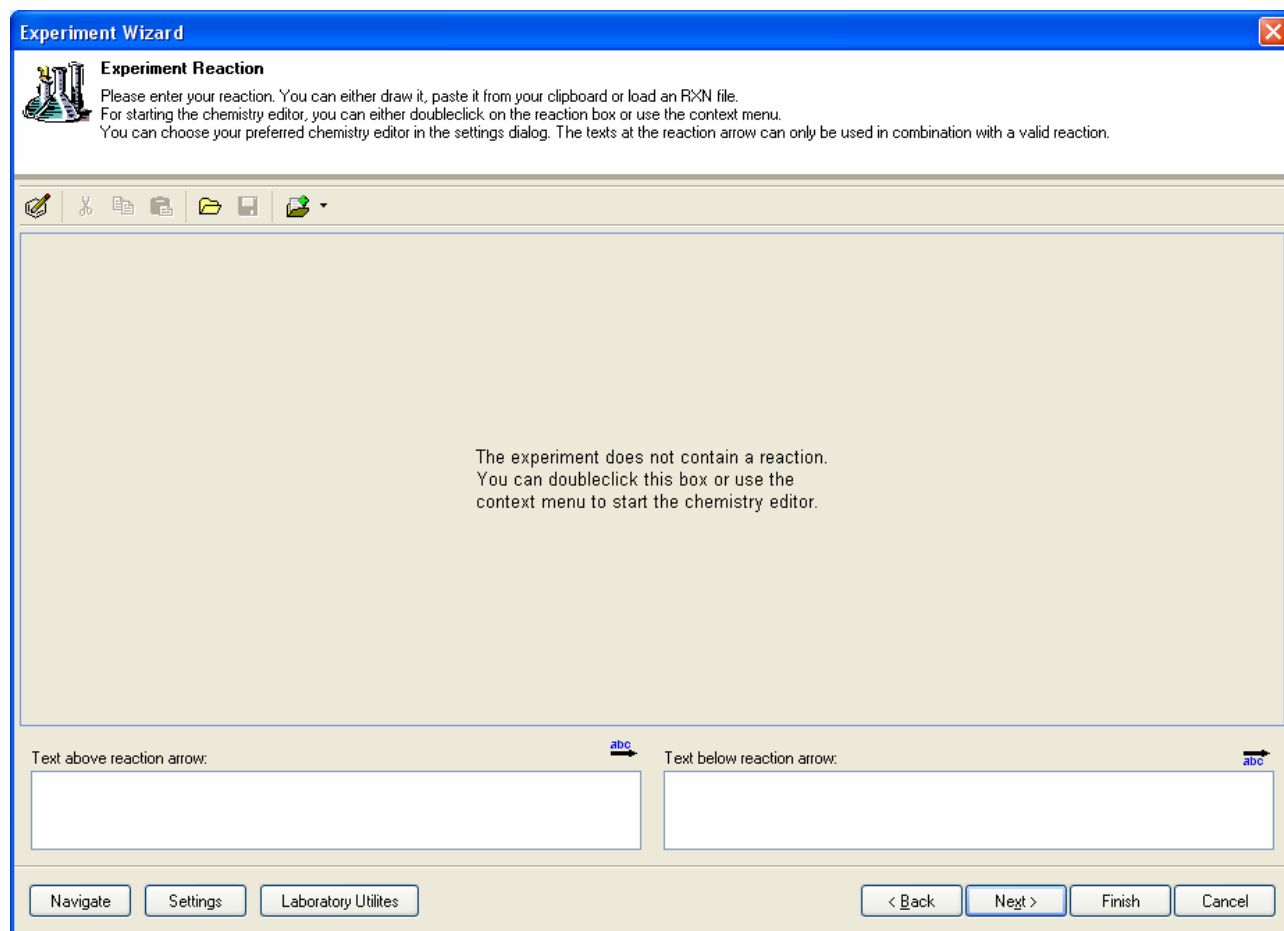 Experiment Wizard
Experiment Reaction
Please enter your reaction. You can either draw it, paste it from your clipboard or load an RXN file.
For starting the chemistry editor, you can either doubleclick on the reaction box or use the context menu.
You can choose your preferred chemistry editor in the settings dialog. The texts at the reaction arrow can only be used in combination with a valid reaction.
The experiment does not contain a reaction.
You can doubleclick this box or use the
context menu to start the chemistry editor.
Text above reaction arrow: abc
Text below reaction arrow: abc
Navigate Settings Laboratory Utilites < Back Next > Finish Cancel